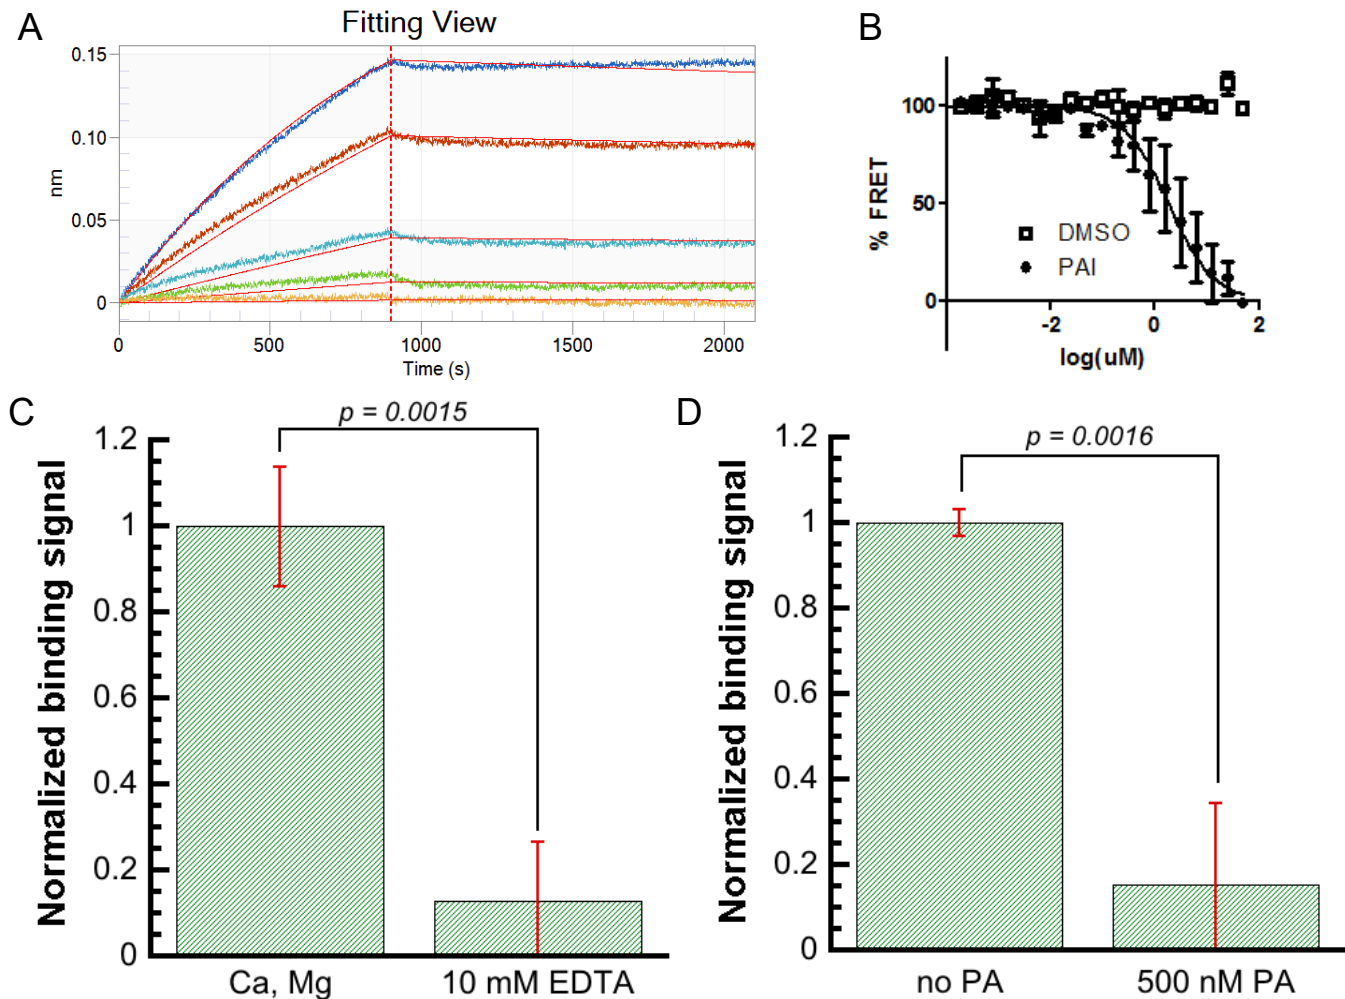 A
Fitting View
0.15
0.10
0.05
0
nm
0
500
1000
1500
2000
Time (s)
B
100
50
0
% FRET
DMSO
PAI
-2
0
2
log(uM)
C
p = 0.0015
1.2
1
0.8
0.6
0.4
0.2
0
Normalized binding signal
Ca, Mg
10 mM EDTA
D
p = 0.0016
1.2
1
0.8
0.6
0.4
0.2
0
Normalized binding signal
no PA
500 nM PA